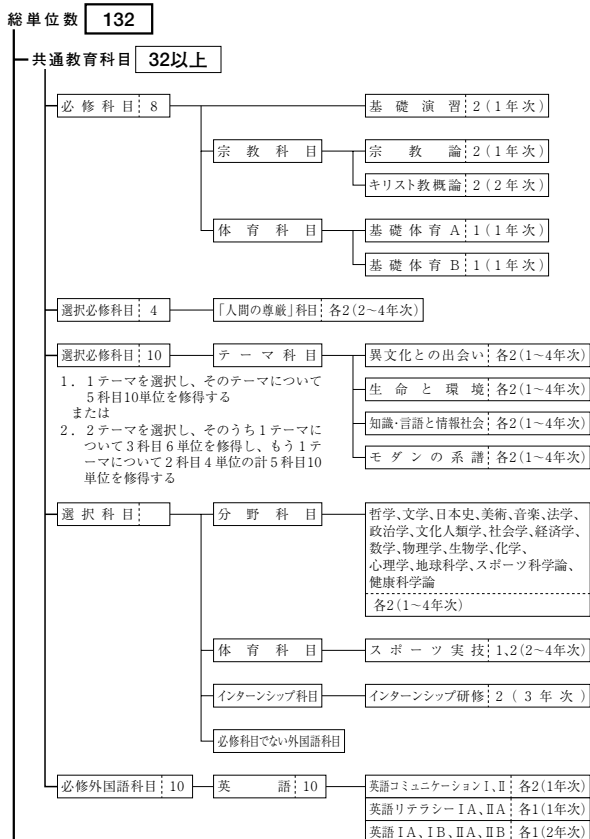 総単位数 132
共通教育科目 32以上
必修科目 8
基礎演習 2(1年次)
宗教科目
宗教論 2(1年次)
キリスト教概論 2(2年次)
体育科目
基礎体育A 1(1年次)
基礎体育B 1(1年次)
選択必修科目 4
「人間の尊厳」科目 各2(2~4年次)
選択必修科目 10
テーマ科目
異文化との出会い 各2(1~4年次)
生命と環境 各2(1~4年次)
知識・言語と情報社会 各2(1~4年次)
モダンの系譜 各2(1~4年次)
1．1テーマを選択し、そのテーマについて
5科目10単位を修得する
または
2．2テーマを選択し、そのうち1テーマに
ついて3科目6単位を修得し、もう1テ
ーマについて2科目4単位の計5科目10
単位を修得する
選択科目
分野科目
哲学、文学、日本史、美術、音楽、法学、
政治学、文化人類学、社会学、経済学、
数学、物理学、生物学、化学、
心理学、地球科学、スポーツ科学論、
健康科学論
各2(1~4年次)
体育科目
スポーツ実技 1,2(2~4年次)
インターンシップ科目
インターンシップ研修 2(3年次)
必修科目でない外国語科目
必修外国語科目 10
英語 10
英語コミュニケーションⅠ、Ⅱ 各2(1年次)
英語リテラシーⅠA、ⅡA 各1(1年次)
英語ⅠA、ⅠB、ⅡA、ⅡB 各1(2年次)